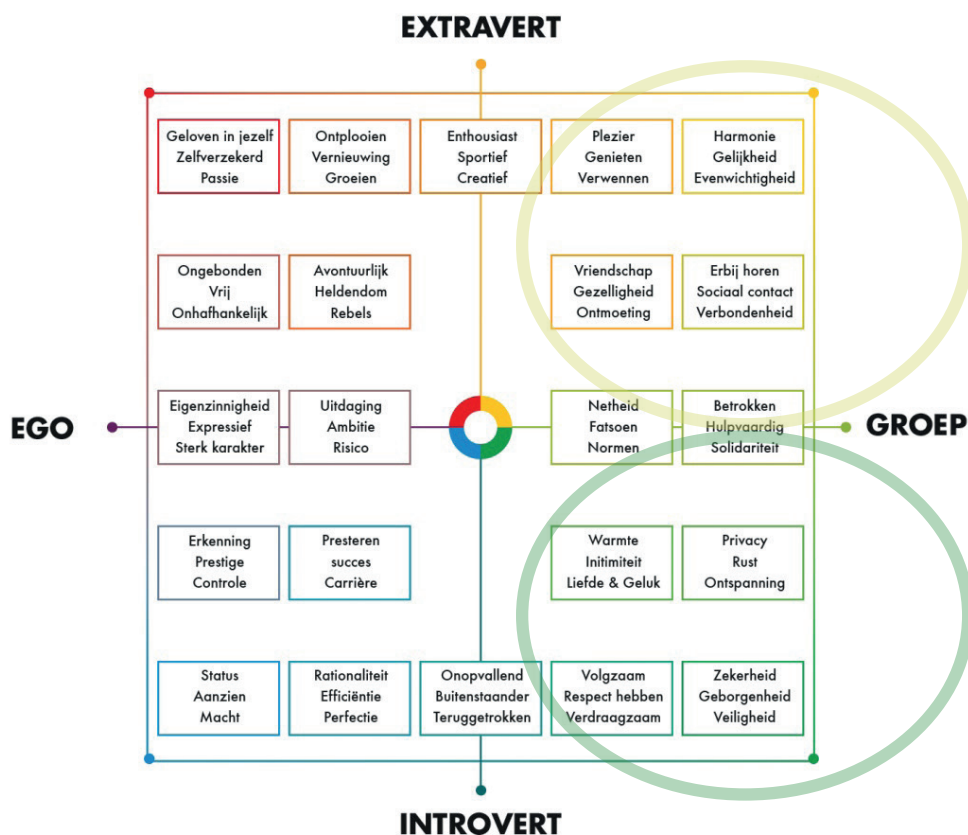 EXTRAVERT
Geloven in jezelf
Zelfverzekerd
Passie
Ontplooien
Vernieuwing
Groeien
Enthousiast
Sportief
Creatief
Plezier
Genieten
Verwennen
Harmonie
Gelijkheid
Evenwichtigheid
Ongebonden
Vrij
Onhafhankelijk
Avontuurlijk
Heldendom
Rebels
Vriendschap
Gezelligheid
Ontmoeting
Erbij horen
Sociaal contact
Verbondenheid
EGO
Eigenzinnigheid
Expressief
Sterk karakter
Uitdaging
Ambitie
Risico
Netheid
Fatsoen
Normen
Betrokken
Hulpvaardig
Solidariteit
GROEP
Erkenning
Prestige
Controle
Presteren
succes
Carrière
Warmte
Initimiteit
Liefde & Geluk
Privacy
Rust
Ontspanning
Status
Aanzien
Macht
Rationaliteit
Efficiëntie
Perfectie
Onopvallend
Buitenstaander
Teruggetrokken
Volgzaam
Respect hebben
Verdraagzaam
Zekerheid
Geborgenheid
Veiligheid
INTROVERT